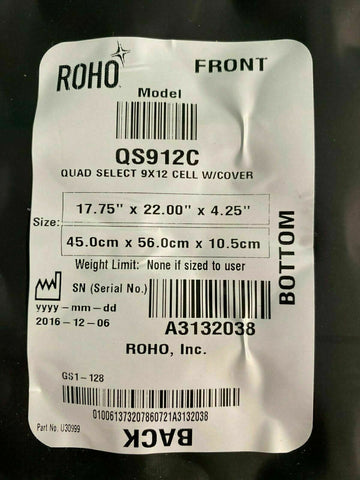 ROHO
FRONT
Model
QS912C
QUAD SELECT 9X12 CELL W/COVER
Size:
17.75" x 22.00" x 4.25"
45.0cm x 56.0cm x 10.5cm
Weight Limit: None if sized to user
SN (Serial No.)
yyyy-mm-dd
2016-12-06
A3132038
BOTTOM
ROHO, Inc.
GS1-128
010061373207860721A3132038
Part No. U30999
BACK